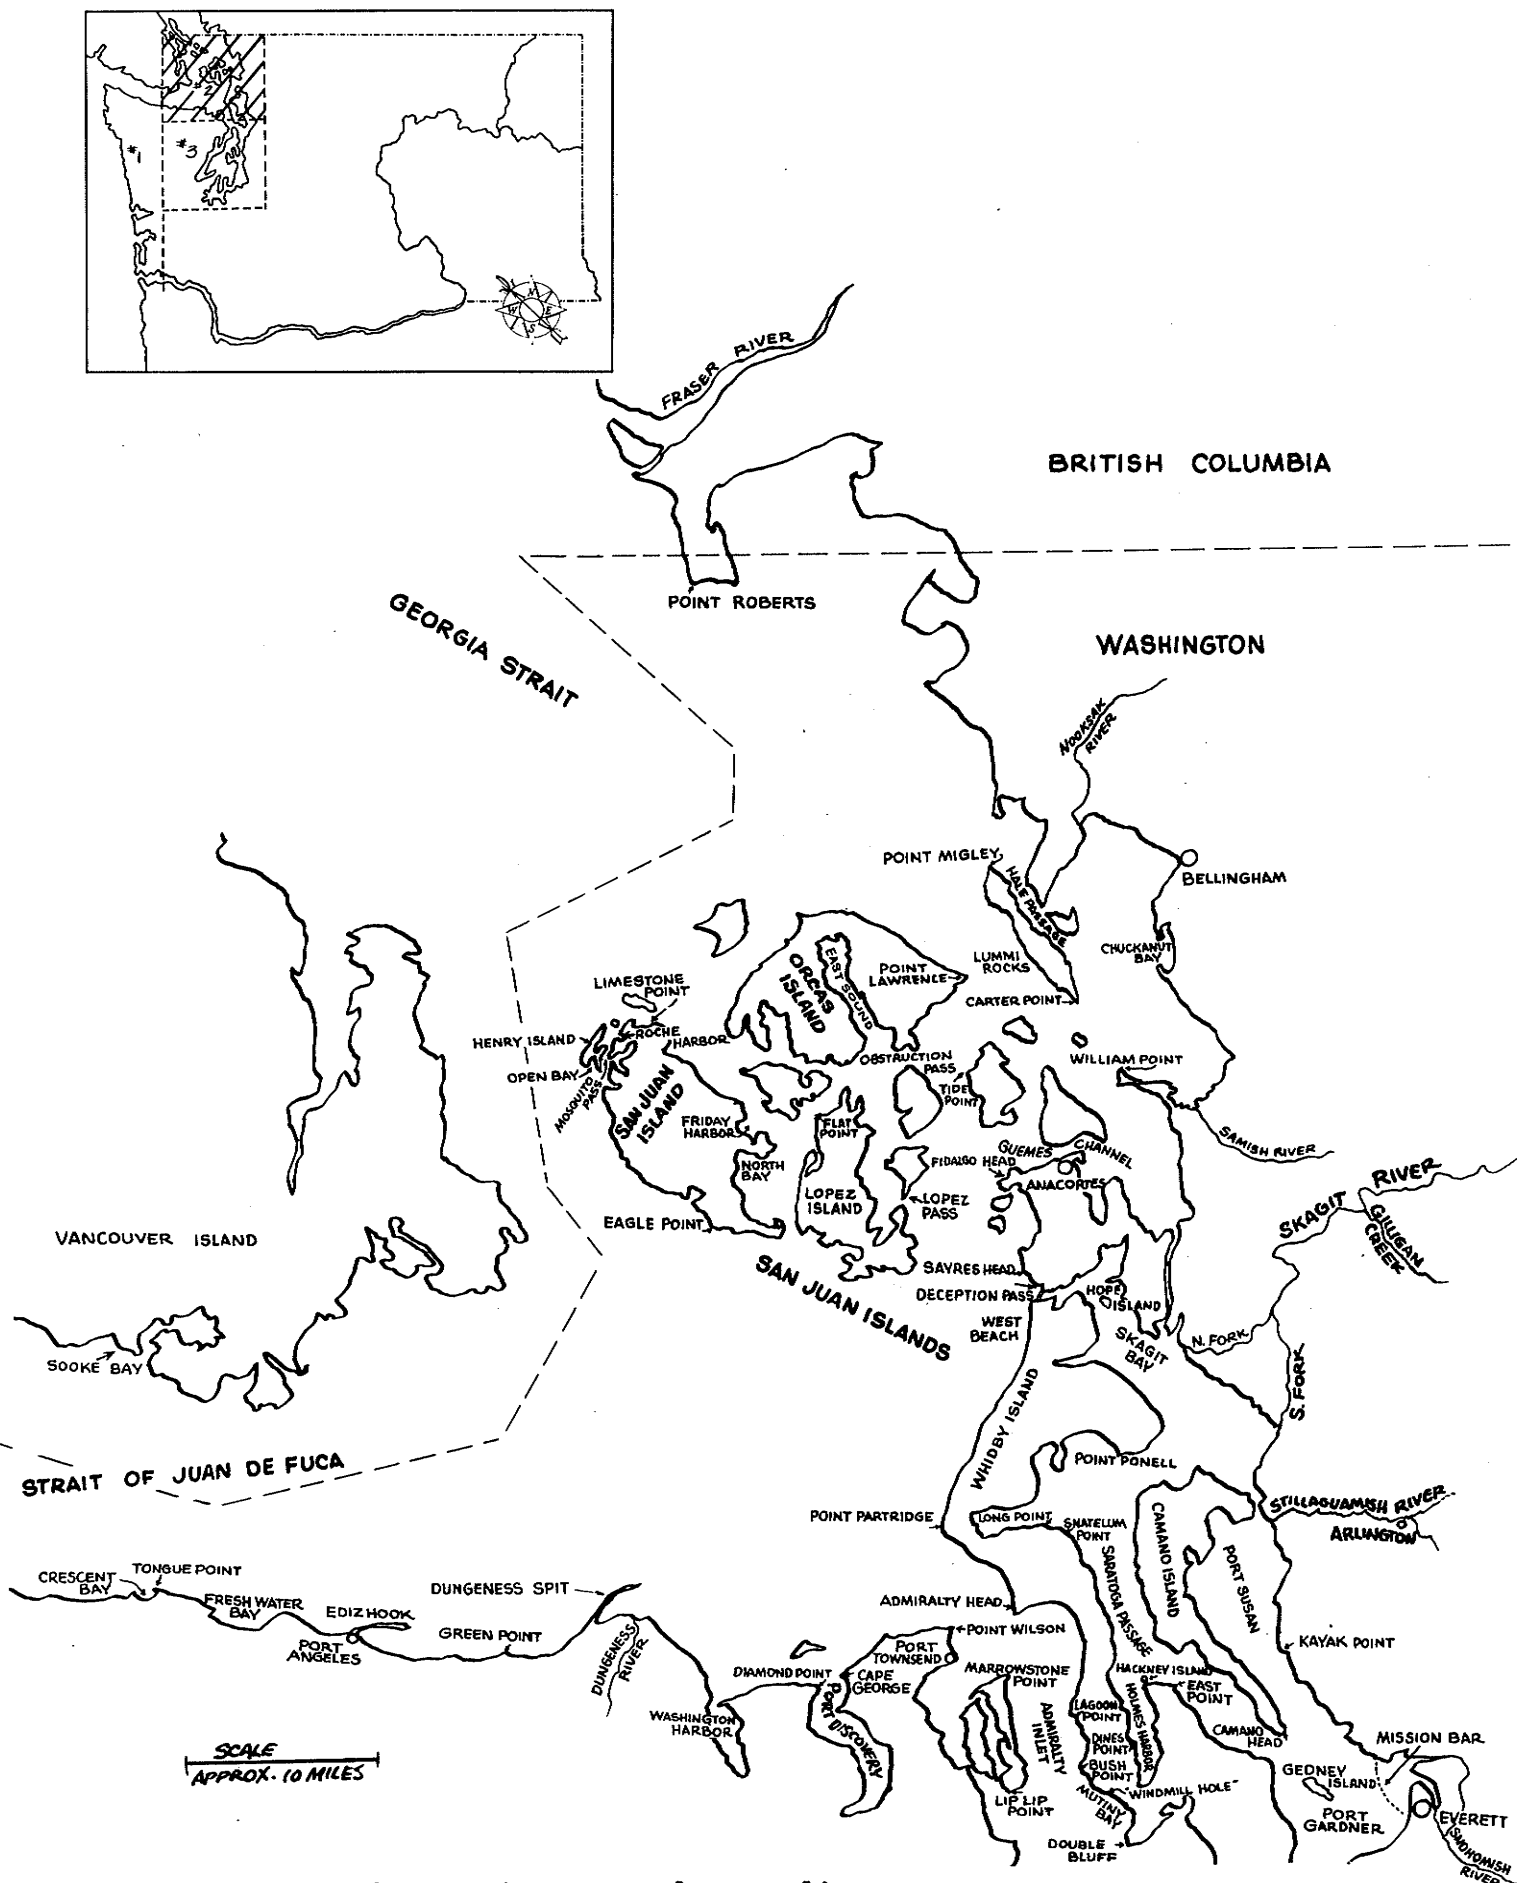 #2
#1
#3
N
W
E
S
FRASER RIVER
BRITISH COLUMBIA
POINT ROBERTS
GEORGIA STRAIT
WASHINGTON
NOOKSAK
RIVER
POINT MIGLEY
HALE PASSAGE
BELLINGHAM
CHUCKANUT
BAY
LUMMI
ROCKS
POINT
LAWRENCE
CARTER POINT
ORCAS
ISLAND
EAST SOUND
LIMESTONE
POINT
HENRY ISLAND
ROCHE
HARBOR
OPEN BAY
MOSQUITO
PASS
SAN JUAN
ISLAND
OBSTRUCTION
PASS
TIDE
POINT
WILLIAM POINT
FRIDAY
HARBOR
FLAT
POINT
SAMISH RIVER
GUEMES CHANNEL
FIDALGO HEAD
ANACORTES
NORTH
BAY
LOPEZ
ISLAND
LOPEZ
PASS
EAGLE POINT
SKAGIT RIVER
GILLIGAN
CREEK
VANCOUVER ISLAND
SAN JUAN ISLANDS
SAYRES HEAD
DECEPTION PASS
HOPE
ISLAND
WEST
BEACH
SKAGIT
BAY
N. FORK
S. FORK
SOOKE BAY
WHIDBY ISLAND
POINT PONELL
STRAIT OF JUAN DE FUCA
STILLAGUAMISH RIVER
ARLINGTON
POINT PARTRIDGE
LONG POINT
SNATELUM
POINT
CAMANO ISLAND
SARATOGA PASSAGE
PORT SUSAN
CRESCENT
BAY
TONGUE POINT
FRESH WATER
BAY
EDIZ HOOK
PORT
ANGELES
GREEN POINT
DUNGENESS SPIT
DUNGENESS
RIVER
ADMIRALTY HEAD
POINT WILSON
PORT
TOWNSEND
KAYAK POINT
DIAMOND POINT
CAPE
GEORGE
MARROWSTONE
POINT
HACKNEY ISLAND
EAST
POINT
WASHINGTON
HARBOR
PORT DISCOVERY
ADMIRALTY
INLET
LAGOON
POINT
HOLMES HARBOR
DINES
POINT
BUSH
POINT
CAMANO
HEAD
MISSION BAR
SCALE
APPROX. 10 MILES
GEDNEY
ISLAND
LIP LIP
POINT
MUTINY
BAY
"WINDMILL HOLE"
PORT
GARDNER
EVERETT
DOUBLE
BLUFF
SNOHOMISH
RIVER